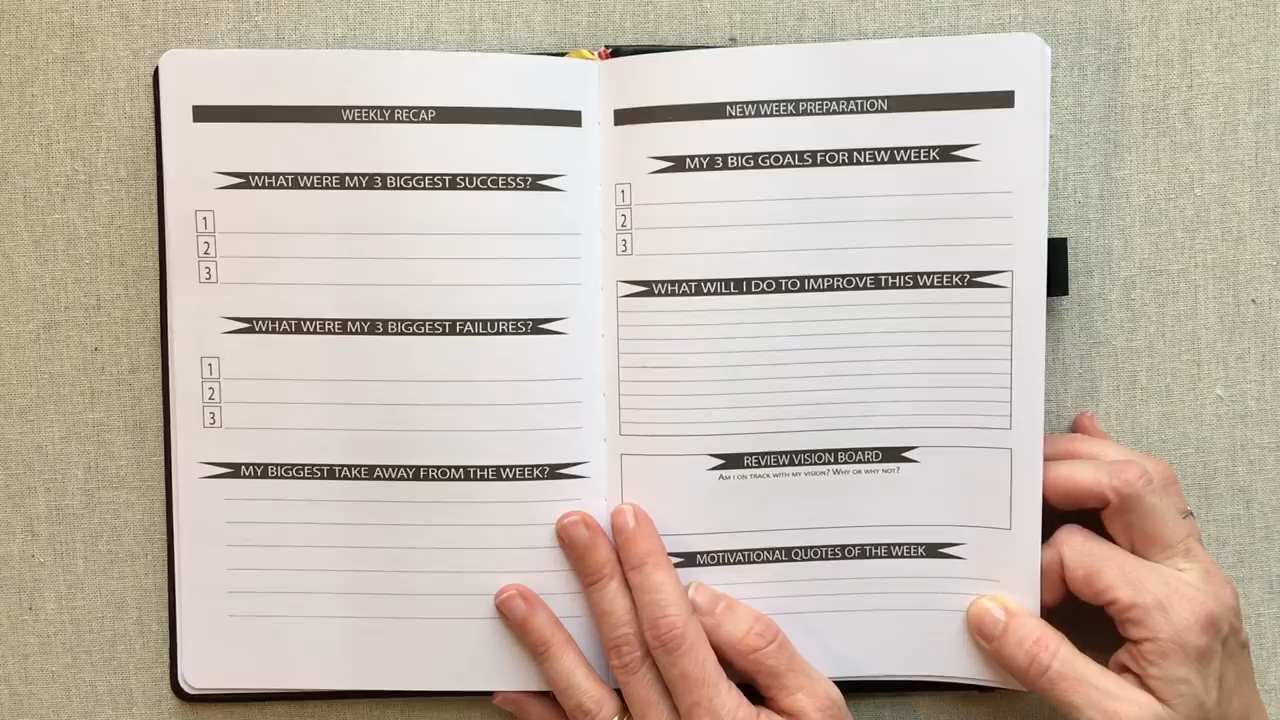 WEEKLY RECAP
WHAT WERE MY 3 BIGGEST SUCCESS?
1
2
3
WHAT WERE MY 3 BIGGEST FAILURES?
1
2
3
MY BIGGEST TAKE AWAY FROM THE WEEK?
NEW WEEK PREPARATION
MY 3 BIG GOALS FOR NEW WEEK
1
2
3
WHAT WILL I DO TO IMPROVE THIS WEEK?
REVIEW VISION BOARD
AM I ON TRACK WITH MY VISION? WHY OR WHY NOT?
MOTIVATIONAL QUOTES OF THE WEEK